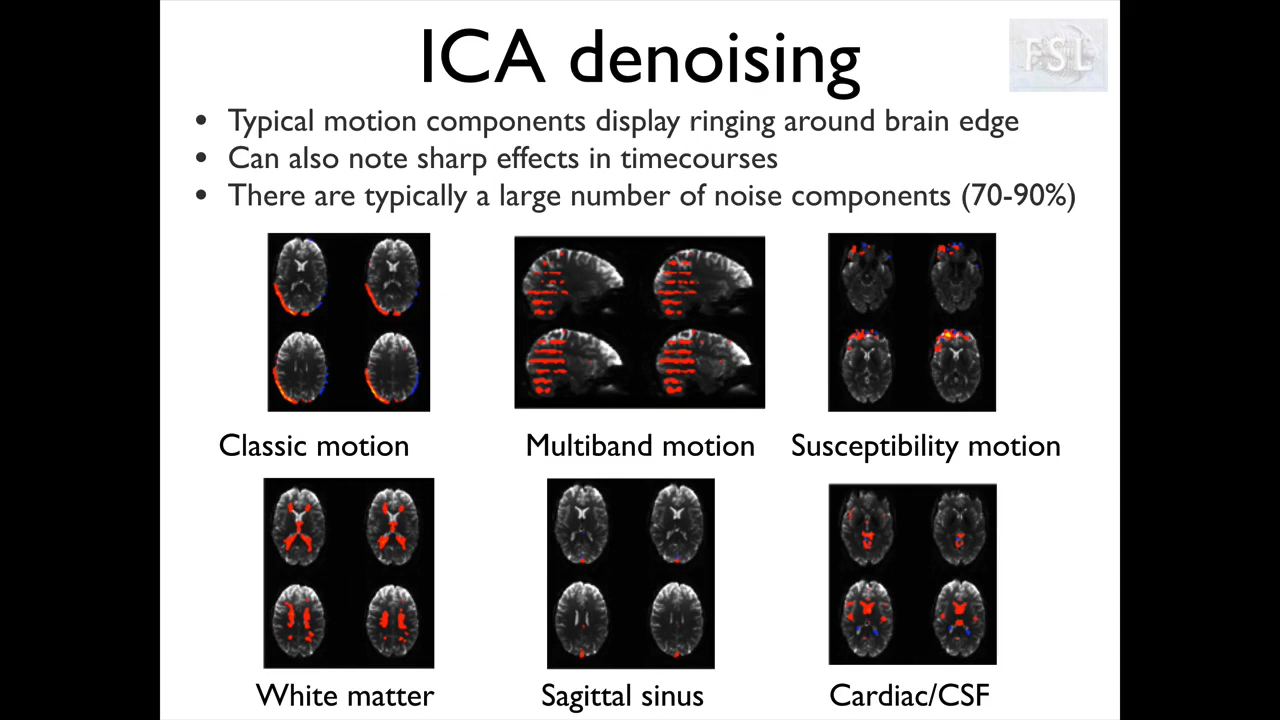 ICA denoising
FSL
• Typical motion components display ringing around brain edge
• Can also note sharp effects in timecourses
• There are typically a large number of noise components (70-90%)
Classic motion
Multiband motion
Susceptibility motion
White matter
Sagittal sinus
Cardiac/CSF